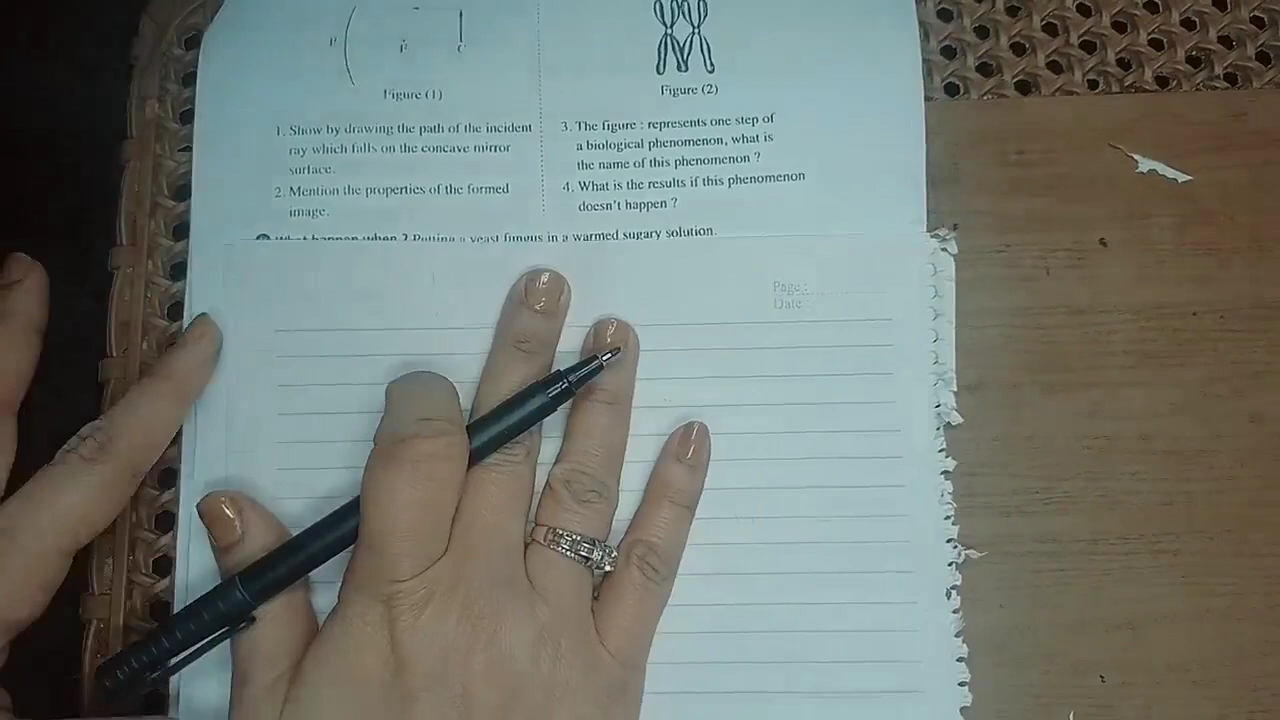 P
F
C
Figure (1)
Figure (2)
1. Show by drawing the path of the incident
ray which falls on the concave mirror
surface.
2. Mention the properties of the formed
image.
3. The figure : represents one step of
a biological phenomenon, what is
the name of this phenomenon ?
4. What is the results if this phenomenon
doesn't happen ?
What happen when ? Putting a yeast fungus in a warmed sugary solution.
Page :
Date